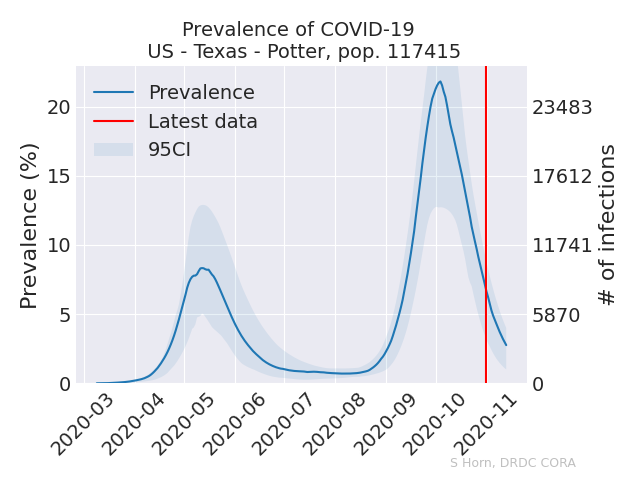 Prevalence of COVID-19
US - Texas - Potter, pop. 117415
Prevalence
Latest data
95CI
Prevalence (%)
20
15
10
5
0
23483
17612
11741
5870
0
# of infections
2020-03
2020-04
2020-05
2020-06
2020-07
2020-08
2020-09
2020-10
2020-11
S Horn, DRDC CORA